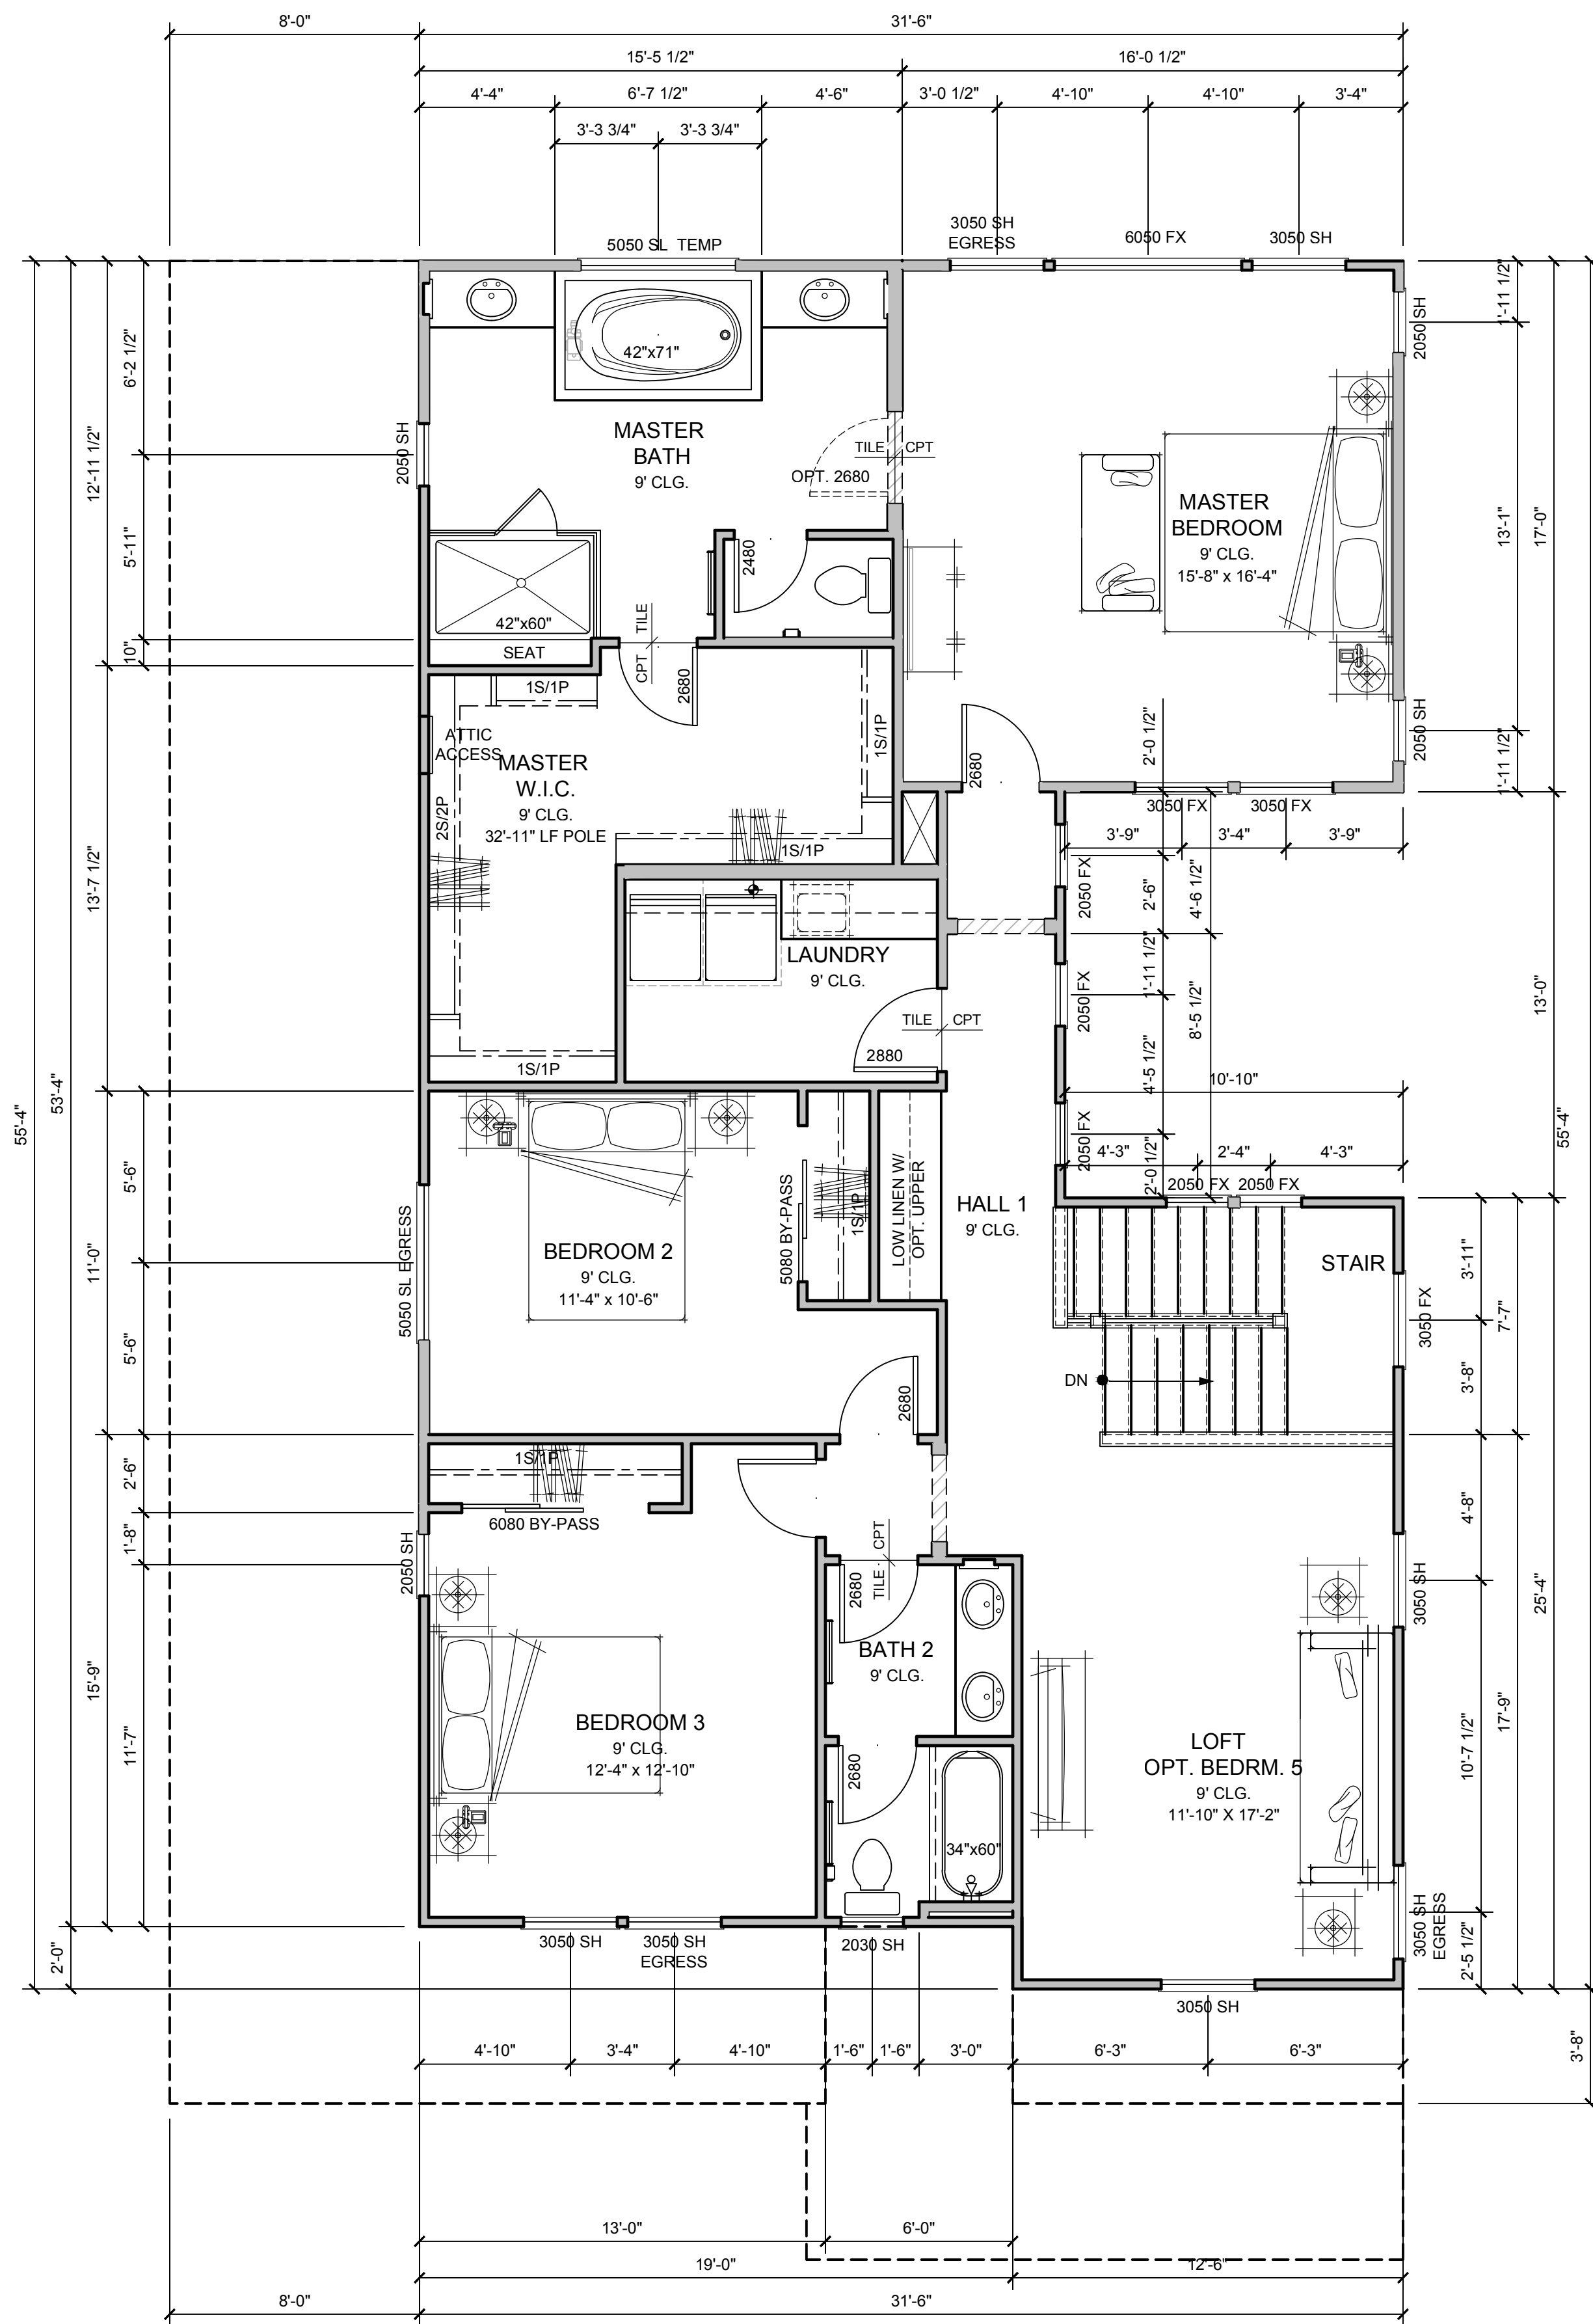 8'-0"
31'-6"
15'-5 1/2"
16'-0 1/2"
4'-4"
6'-7 1/2"
4'-6"
3'-0 1/2"
4'-10"
4'-10"
3'-4"
3'-3 3/4"
3'-3 3/4"
5050 SL TEMP
3050 SH
EGRESS
6050 FX
3050 SH
55'-4"
53'-4"
12'-11 1/2"
6'-2 1/2"
5'-11"
10"
13'-7 1/2"
11'-0"
5'-6"
5'-6"
15'-9"
2'-6"
1'-8"
11'-7"
2'-0"
2050 SH
42"x71"
MASTER
BATH
9' CLG.
TILE
CPT
OPT. 2680
2480
42"x60"
SEAT
TILE
CPT
2680
MASTER
BEDROOM
9' CLG.
15'-8" x 16'-4"
2050 SH
2050 SH
1'-11 1/2"
13'-1"
17'-0"
1'-11 1/2"
2680
1S/1P
1S/1P
ATTIC
ACCESS
MASTER
W.I.C.
9' CLG.
32'-11" LF POLE
2S/2P
1S/1P
1S/1P
3050 FX
3050 FX
3'-9"
3'-4"
3'-9"
2'-0 1/2"
2'-6"
4'-6 1/2"
1'-11 1/2"
8'-5 1/2"
4'-5 1/2"
2'-0 1/2"
2050 FX
2050 FX
2050 FX
13'-0"
55'-4"
10'-10"
4'-3"
2'-4"
4'-3"
2050 FX
2050 FX
LAUNDRY
9' CLG.
TILE
CPT
2880
5050 SL EGRESS
BEDROOM 2
9' CLG.
11'-4" x 10'-6"
5080 BY-PASS
1S/1P
LOW LINEN W/
OPT. UPPER
HALL 1
9' CLG.
STAIR
3050 FX
DN
3'-11"
7'-7"
3'-8"
2680
1S/1P
6080 BY-PASS
2050 SH
CPT
TILE
2680
BATH 2
9' CLG.
2680
34"x60"
BEDROOM 3
9' CLG.
12'-4" x 12'-10"
LOFT
OPT. BEDRM. 5
9' CLG.
11'-10" X 17'-2"
3050 SH
3050 SH
EGRESS
4'-8"
25'-4"
10'-7 1/2"
17'-9"
2'-5 1/2"
3'-8"
3050 SH
3050 SH
EGRESS
2030 SH
3050 SH
4'-10"
3'-4"
4'-10"
1'-6"
1'-6"
3'-0"
6'-3"
6'-3"
13'-0"
6'-0"
19'-0"
12'-6"
8'-0"
31'-6"